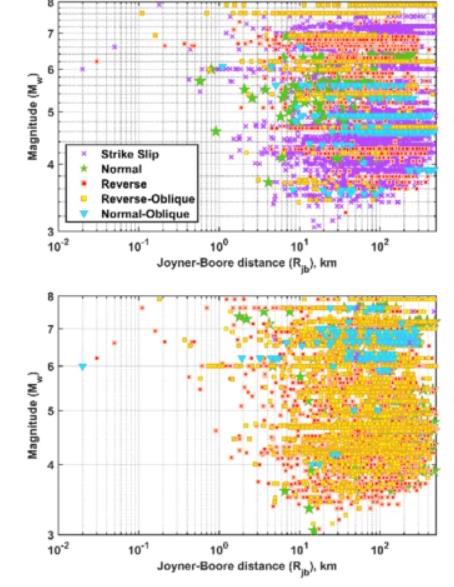 8
7
6
5
4
3
Magnitude (Mw)
Strike Slip
Normal
Reverse
Reverse-Oblique
Normal-Oblique
10-2 10-1 100 101 102
Joyner-Boore distance (Rjb), km
8
7
6
5
4
3
Magnitude (Mw)
10-2 10-1 100 101 102
Joyner-Boore distance (Rjb), km